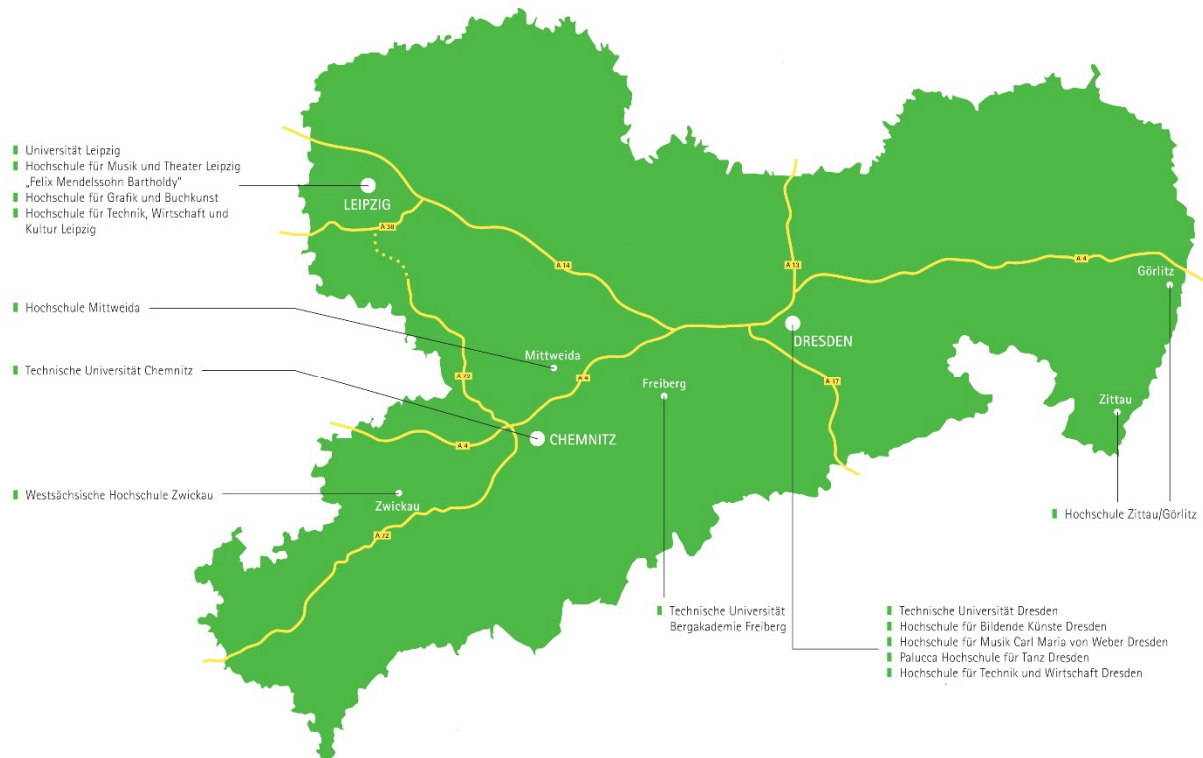 Universität Leipzig
Hochschule für Musik und Theater Leipzig
„Felix Mendelssohn Bartholdy“
Hochschule für Grafik und Buchkunst
Hochschule für Technik, Wirtschaft und
Kultur Leipzig
LEIPZIG
A 38
A 14
A 13
A 4
Görlitz
Hochschule Mittweida
DRESDEN
Mittweida
Technische Universität Chemnitz
A 72
A 4
Freiberg
A 17
Zittau
A 4
CHEMNITZ
Westsächsische Hochschule Zwickau
Zwickau
A 72
Hochschule Zittau/Görlitz
Technische Universität
Bergakademie Freiberg
Technische Universität Dresden
Hochschule für Bildende Künste Dresden
Hochschule für Musik Carl Maria von Weber Dresden
Palucca Hochschule für Tanz Dresden
Hochschule für Technik und Wirtschaft Dresden